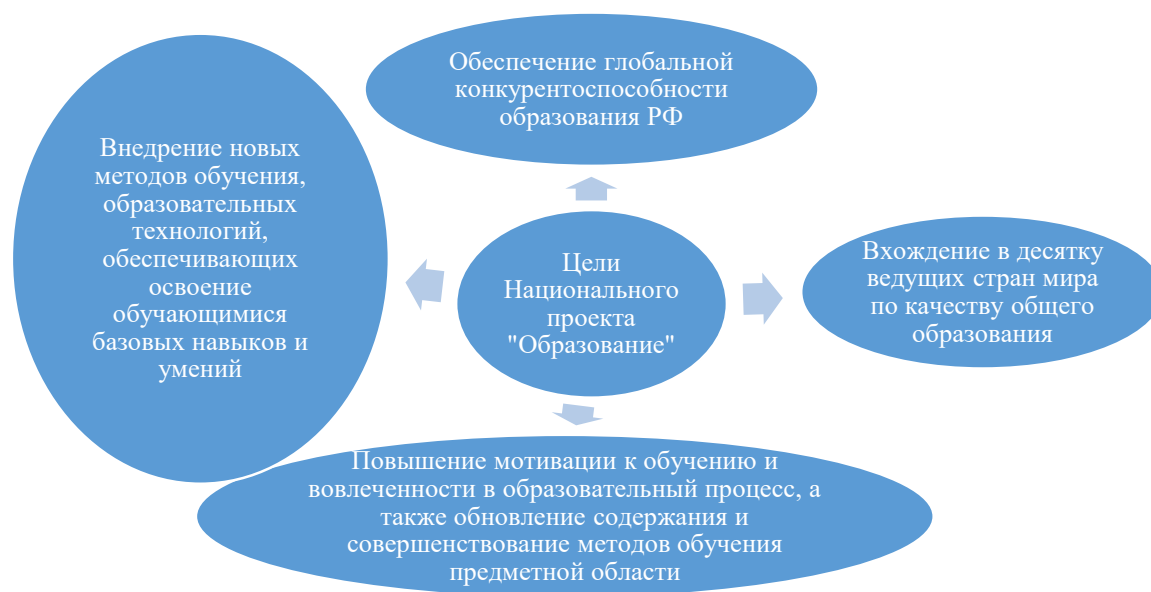 Обеспечение глобальной
конкурентоспособности
образования РФ
Внедрение новых
методов обучения,
образовательных
технологий,
обеспечивающих
освоение
обучающимися
базовых навыков и
умений
Цели
Национального
проекта
"Образование"
Вхождение в десятку
ведущих стран мира
по качеству общего
образования
Повышение мотивации к обучению и
вовлеченности в образовательный процесс, а
также обновление содержания и
совершенствование методов обучения
предметной области